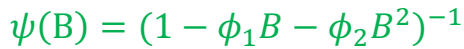 ψ(B) = (1 − ϕ₁B − ϕ₂B²)⁻¹